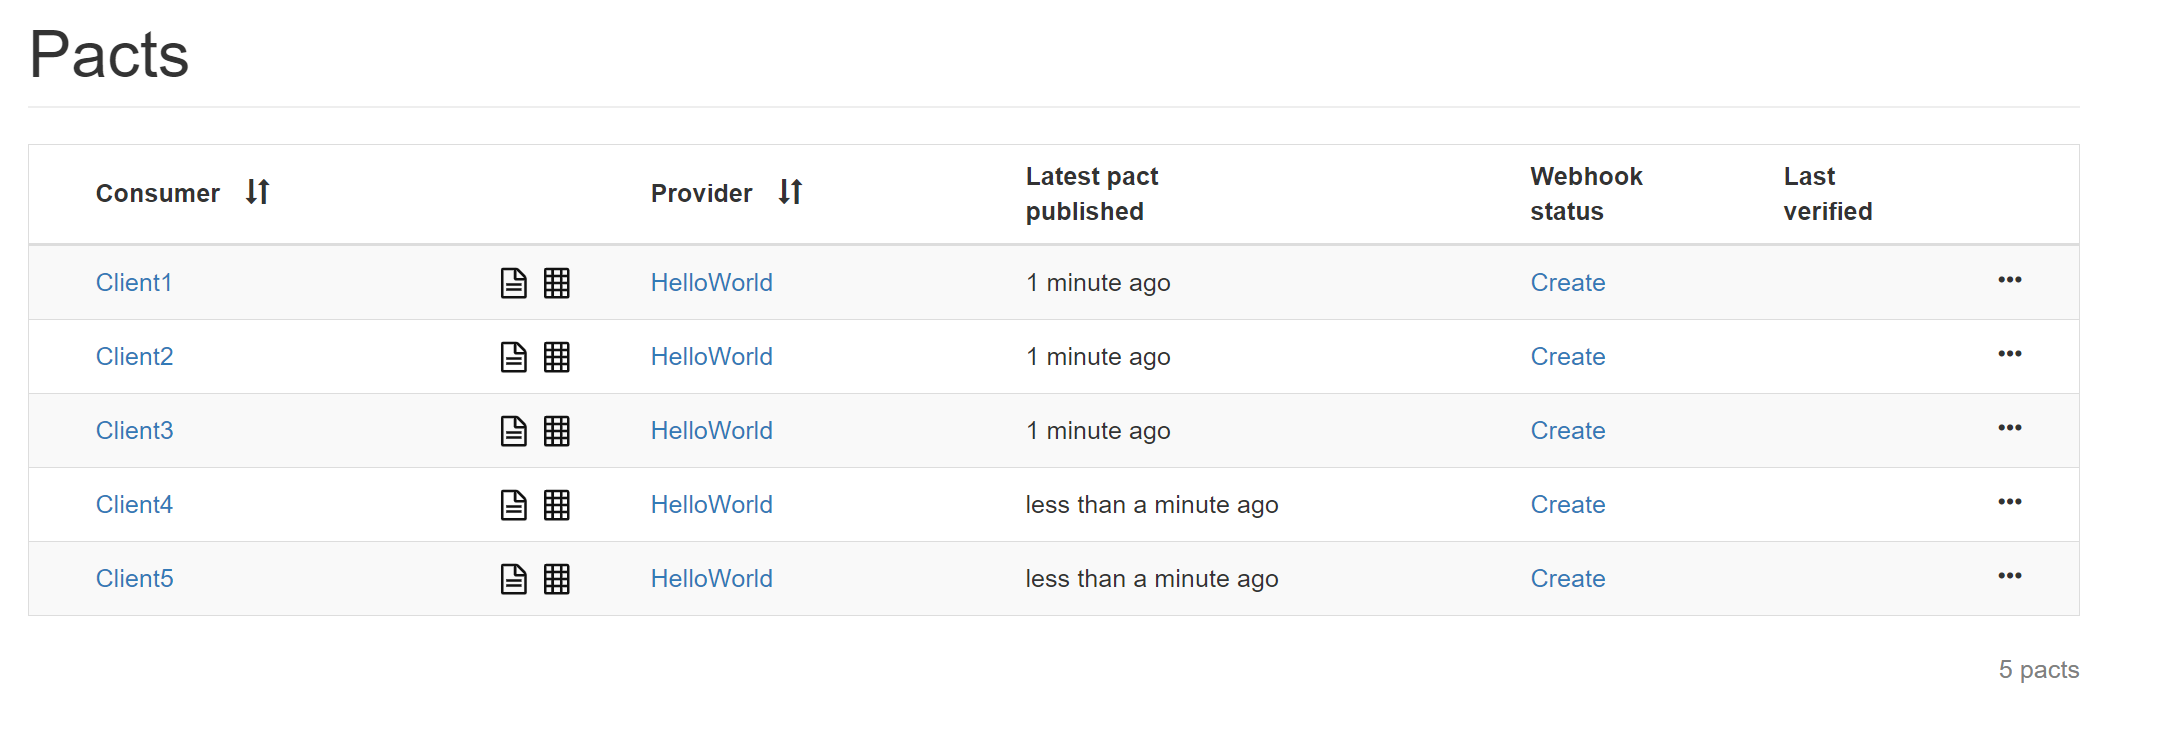 Pacts
Consumer Provider Latest pact published Webhook status Last verified
Client1 HelloWorld 1 minute ago Create •••
Client2 HelloWorld 1 minute ago Create •••
Client3 HelloWorld 1 minute ago Create •••
Client4 HelloWorld less than a minute ago Create •••
Client5 HelloWorld less than a minute ago Create •••
5 pacts